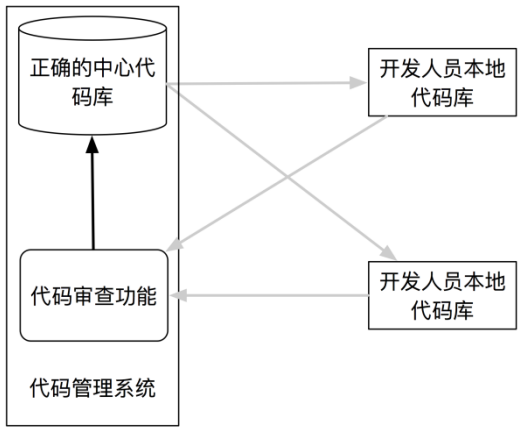 正确的中心代
码库
开发人员本地
代码库
代码审查功能
开发人员本地
代码库
代码管理系统